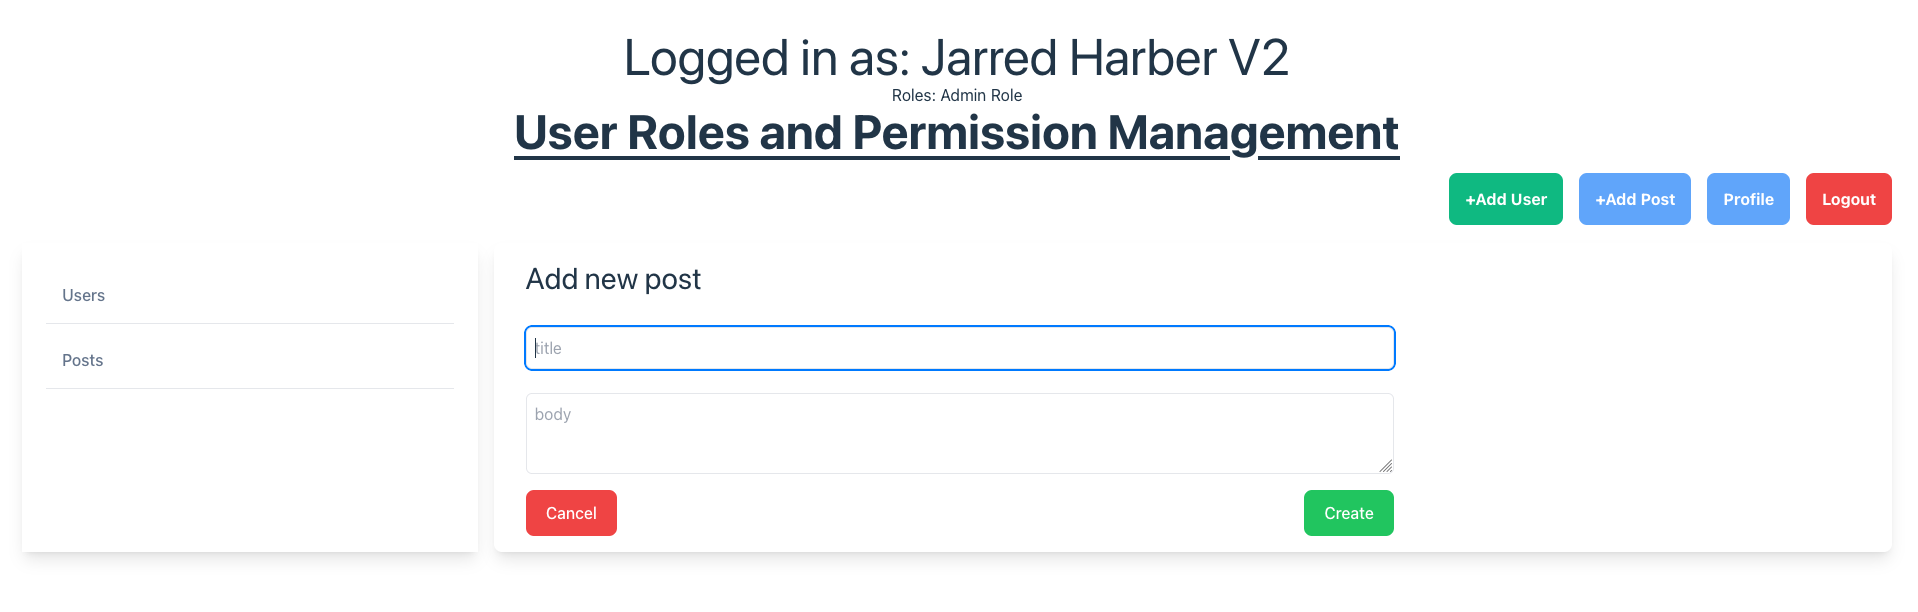 Logged in as: Jarred Harber V2
Roles: Admin Role
User Roles and Permission Management
+Add User +Add Post Profile Logout
Users
Posts
Add new post
title
body
Cancel Create